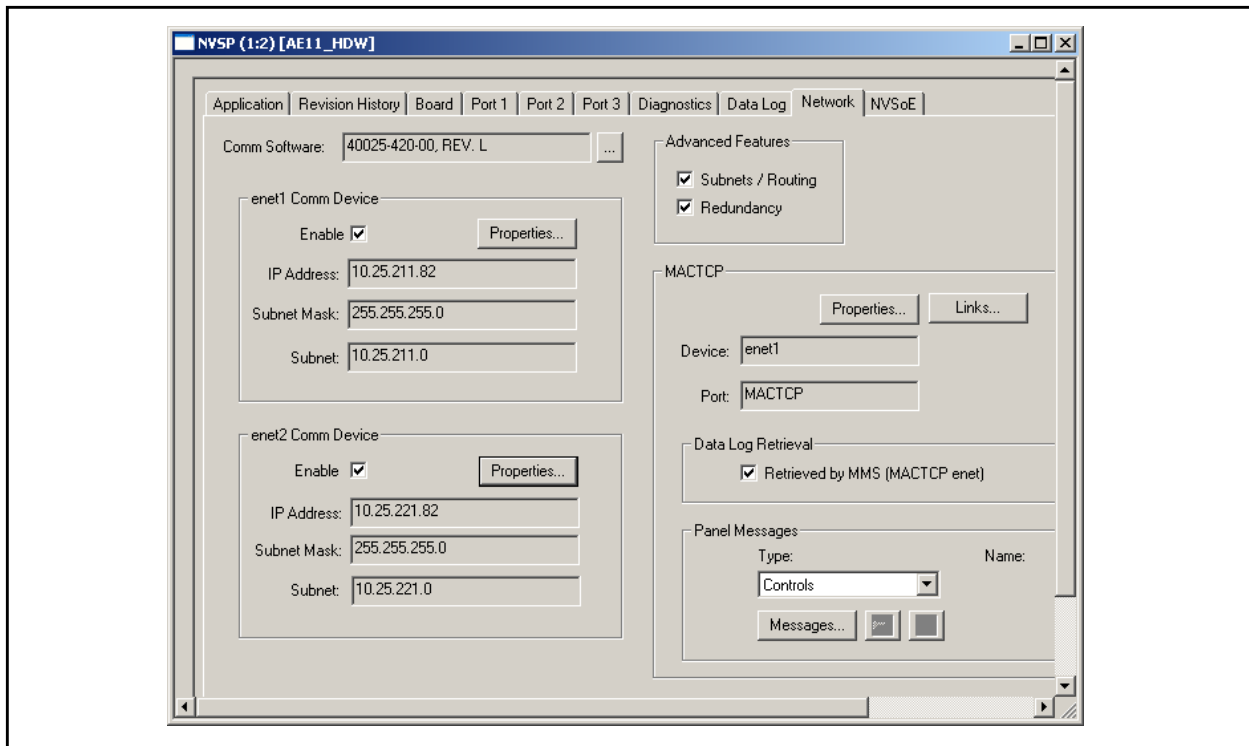 NVSP (1:2) [AE11_HDW]
Application Revision History Board Port 1 Port 2 Port 3 Diagnostics Data Log Network NVSoE
Comm Software: 40025-420-00, REV. L ...
enet1 Comm Device
Enable Properties...
IP Address: 10.25.211.82
Subnet Mask: 255.255.255.0
Subnet: 10.25.211.0
enet2 Comm Device
Enable Properties...
IP Address: 10.25.221.82
Subnet Mask: 255.255.255.0
Subnet: 10.25.221.0
Advanced Features
Subnets / Routing
Redundancy
MACTCP
Properties... Links...
Device: enet1
Port: MACTCP
Data Log Retrieval
Retrieved by MMS (MACTCP enet)
Panel Messages
Type: Name:
Controls
Messages...